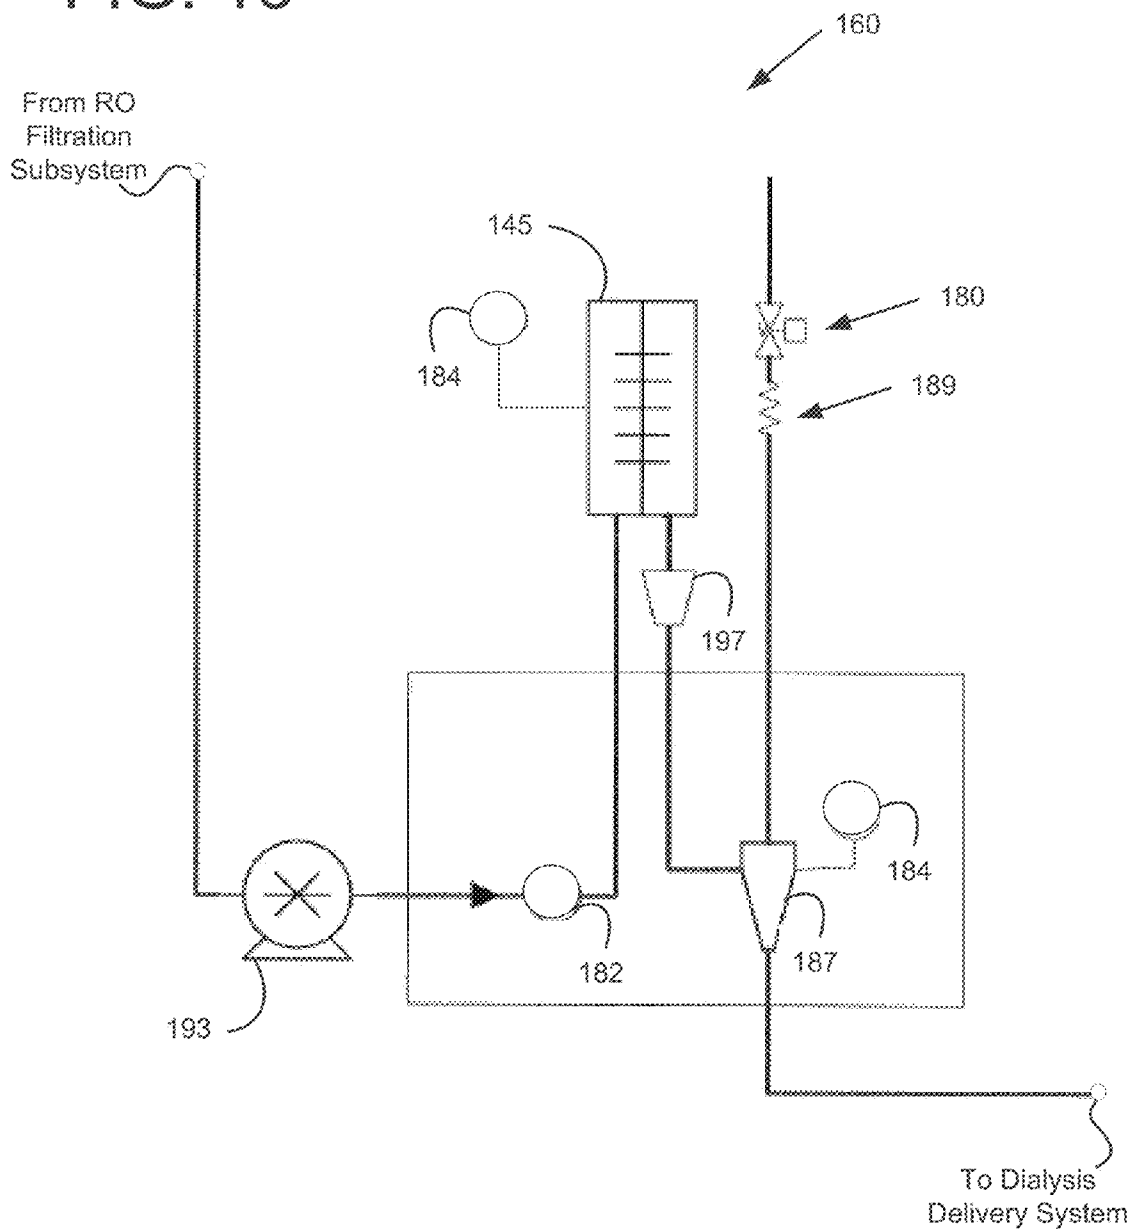 160
From RO
Filtration
Subsystem
145
180
184
189
197
184
187
182
193
To Dialysis
Delivery System